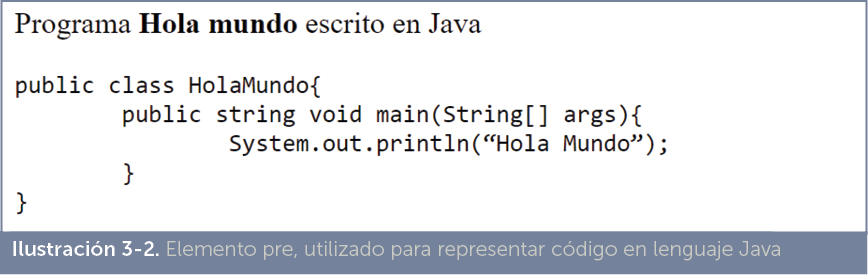 Programa Hola mundo escrito en Java
public class HolaMundo{
public string void main(String[] args){
System.out.println(“Hola Mundo”);
}
}
Ilustración 3-2. Elemento pre, utilizado para representar código en lenguaje Java